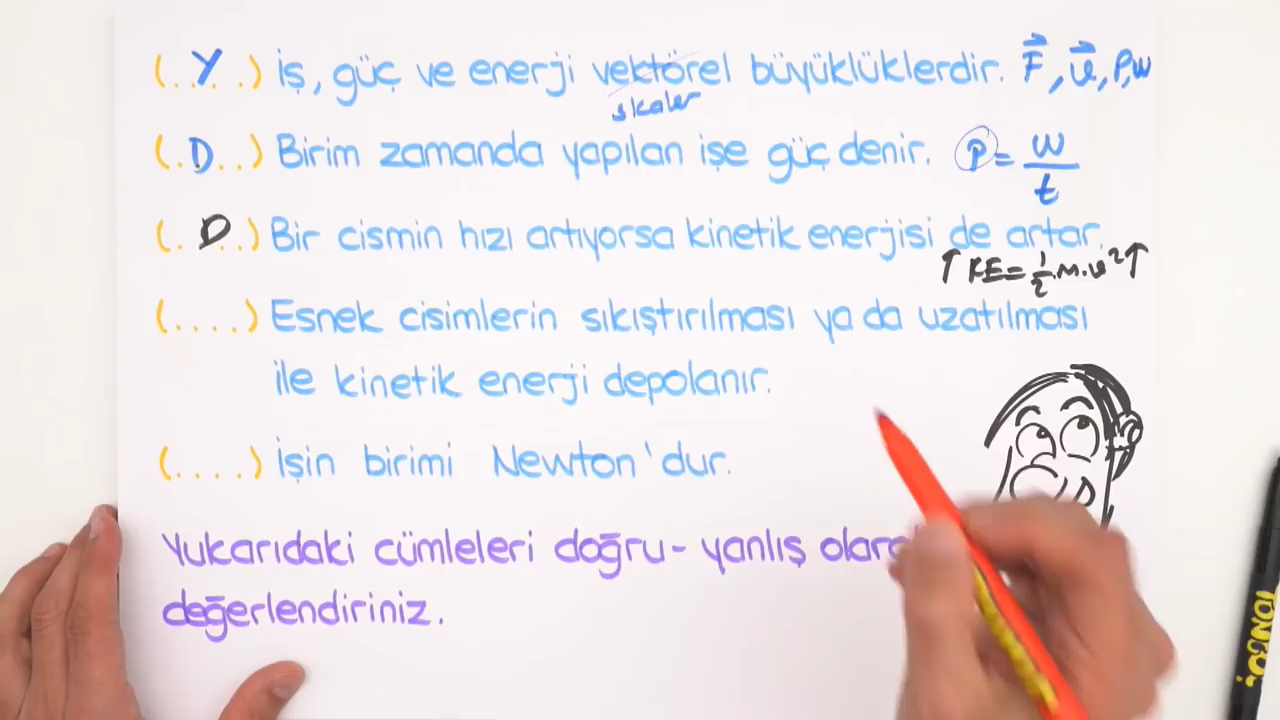 (..Y..) İş, güç ve enerji vektörel büyüklüklerdir. F, v, P, W
skaler
(.D..) Birim zamanda yapılan işe güç denir. P = W / t
(.D..) Bir cismin hızı artıyorsa kinetik enerjisi de artar.
↑ KE = 1/2 .m.v²↑
(....) Esnek cisimlerin sıkıştırılması ya da uzatılması
ile kinetik enerji depolanır.
(....) İşin birimi Newton'dur.
Yukarıdaki cümleleri doğru - yanlış
değerlendiriniz.
TONGUÇ